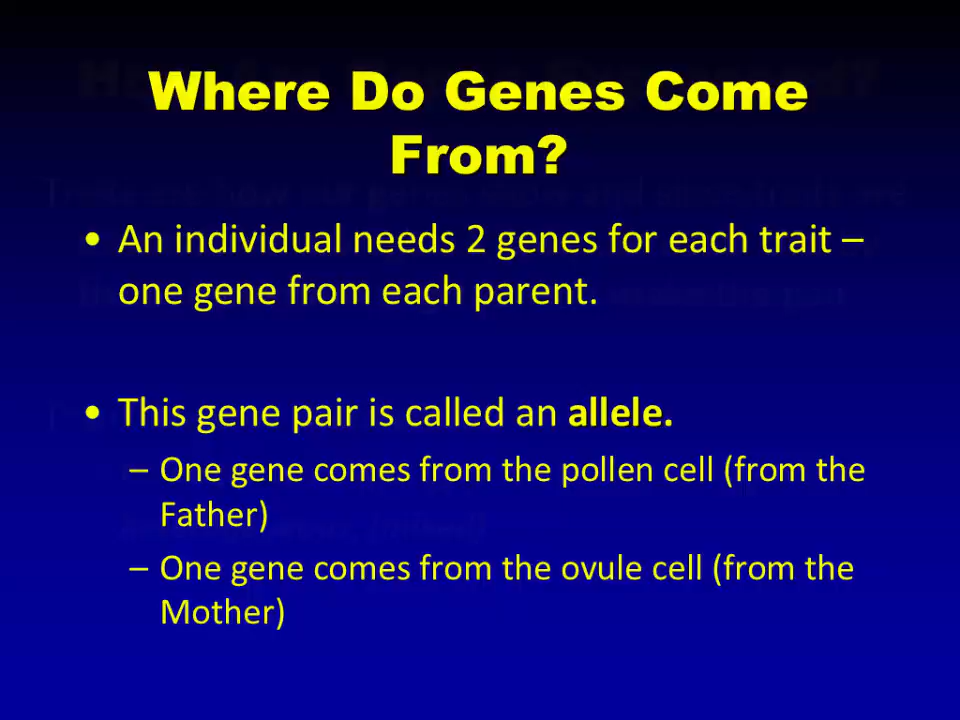 Where Do Genes Come
From?
• An individual needs 2 genes for each trait –
one gene from each parent.
• This gene pair is called an allele.
– One gene comes from the pollen cell (from the
Father)
– One gene comes from the ovule cell (from the
Mother)